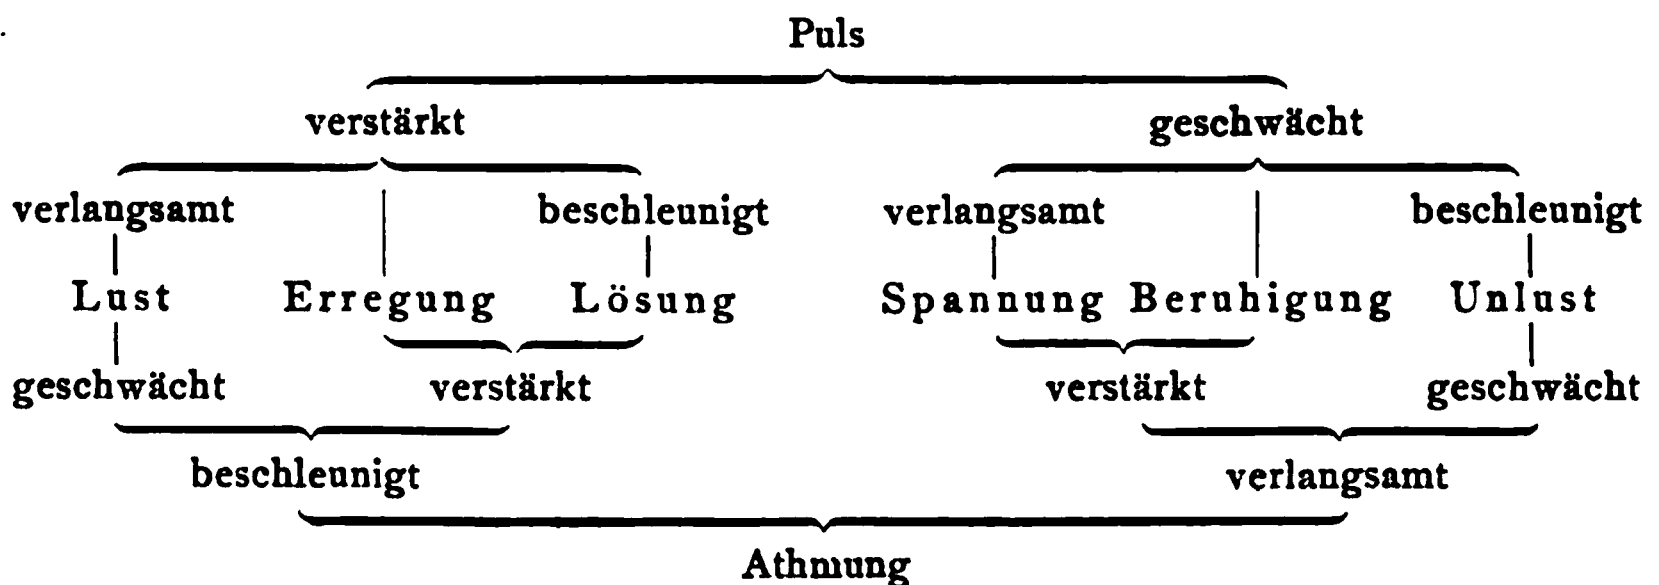 Puls
verstärkt geschwächt
verlangsamt beschleunigt verlangsamt beschleunigt
Lust Erregung Lösung Spannung Beruhigung Unlust
geschwächt verstärkt verstärkt geschwächt
beschleunigt verlangsamt
Athmung